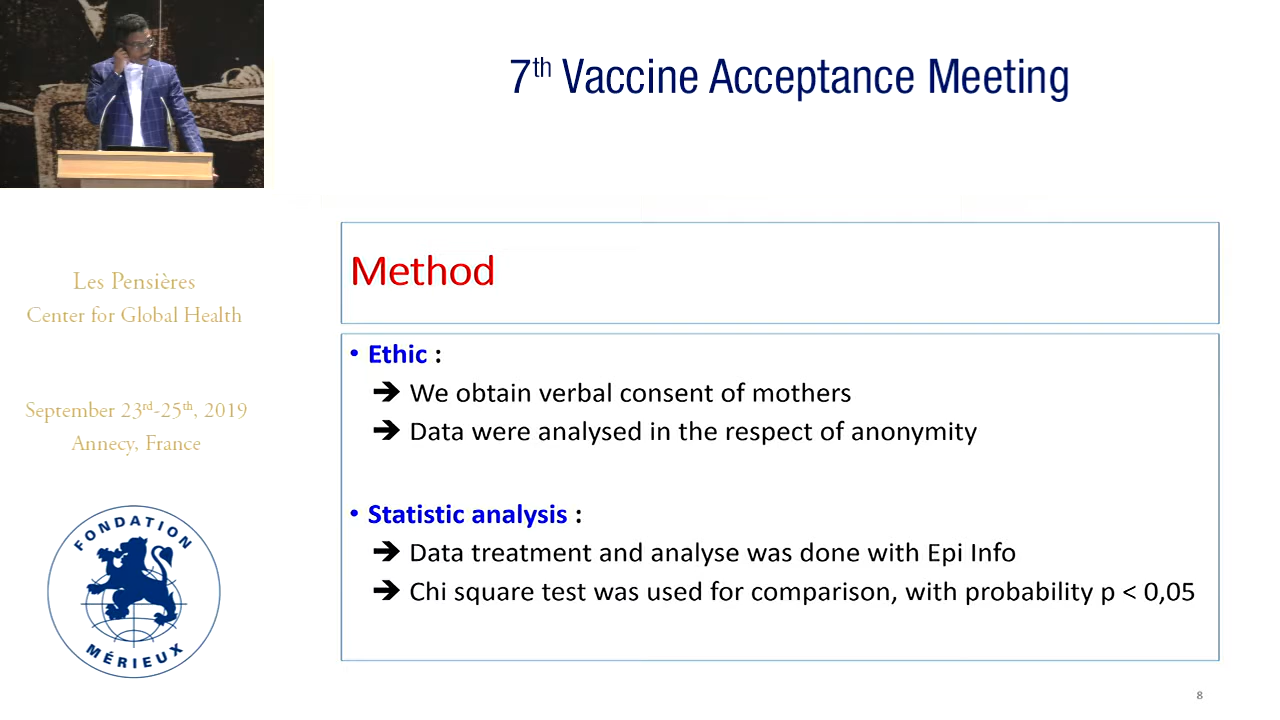 7th Vaccine Acceptance Meeting
Les Pensières
Center for Global Health
September 23rd-25th, 2019
Annecy, France
FONDATION
MÉRIEUX
Method
• Ethic :
➔ We obtain verbal consent of mothers
➔ Data were analysed in the respect of anonymity
• Statistic analysis :
➔ Data treatment and analyse was done with Epi Info
➔ Chi square test was used for comparison, with probability p < 0,05
8